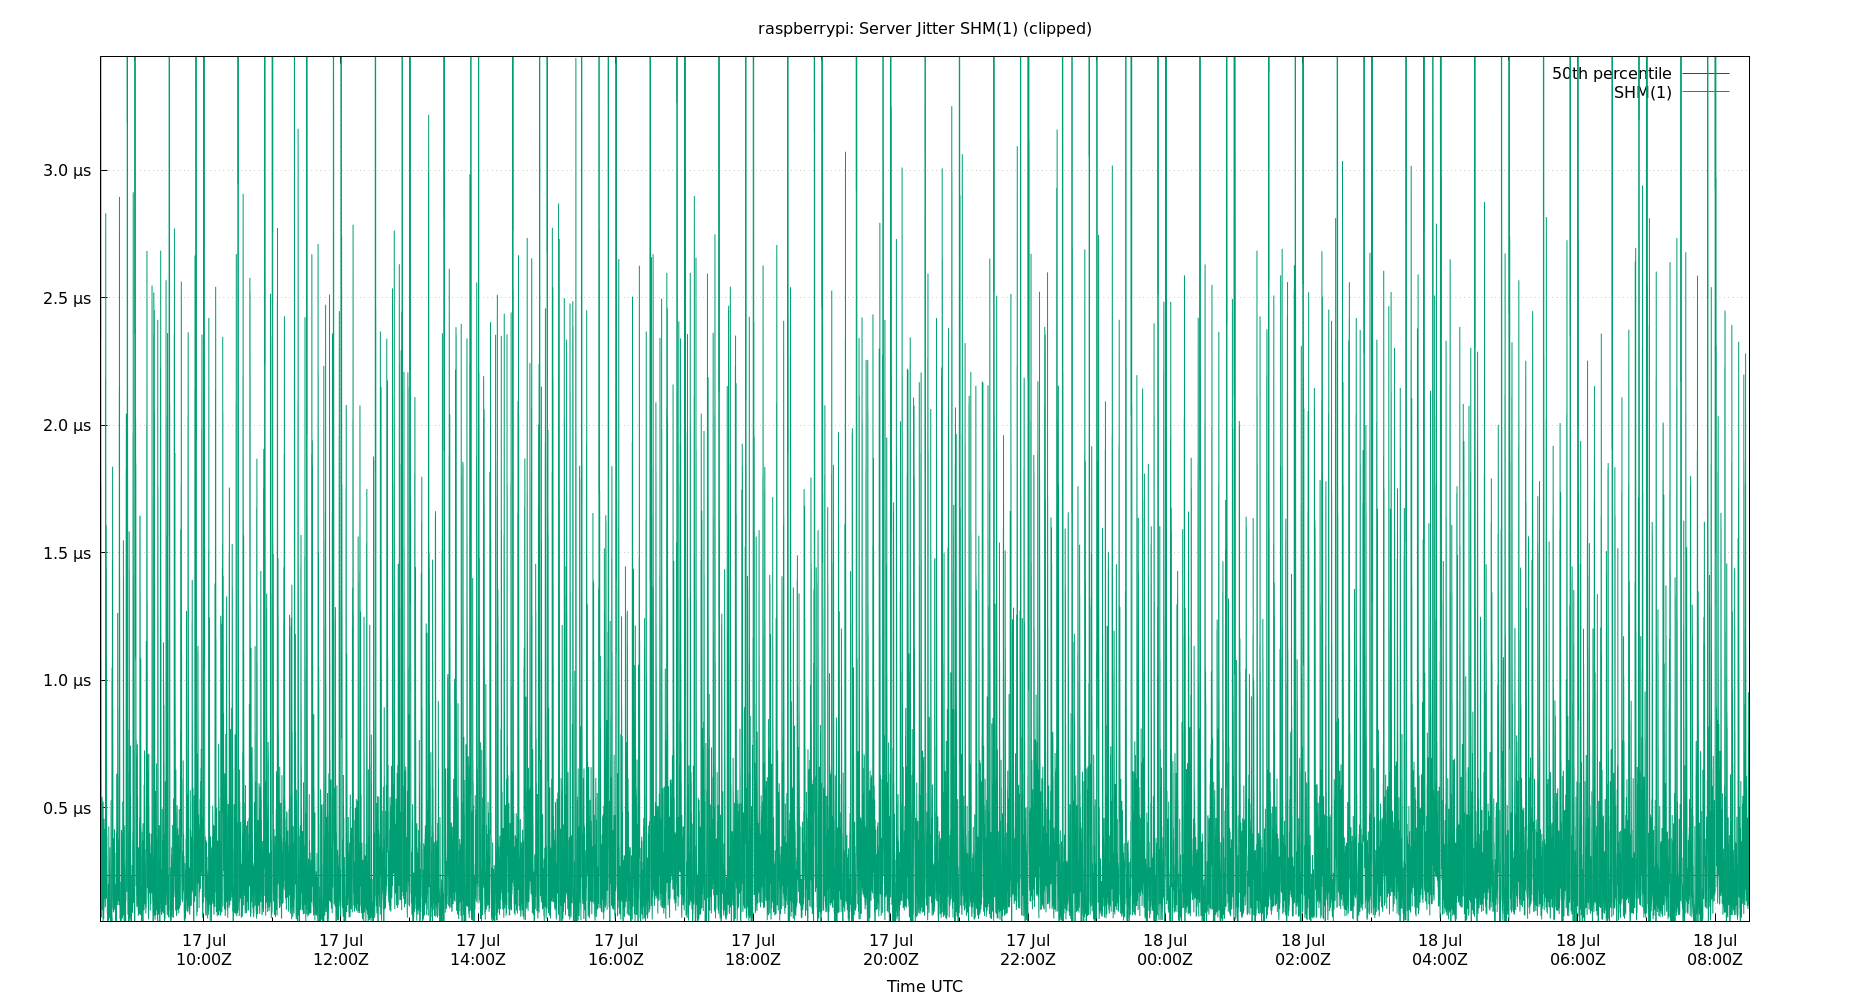 raspberrypi: Server Jitter SHM(1) (clipped)
50th percentile
SHM(1)
3.0 µs
2.5 µs
2.0 µs
1.5 µs
1.0 µs
0.5 µs
17 Jul 17 Jul 17 Jul 17 Jul 17 Jul 17 Jul 17 Jul 18 Jul 18 Jul 18 Jul 18 Jul 18 Jul
10:00Z 12:00Z 14:00Z 16:00Z 18:00Z 20:00Z 22:00Z 00:00Z 02:00Z 04:00Z 06:00Z 08:00Z
Time UTC